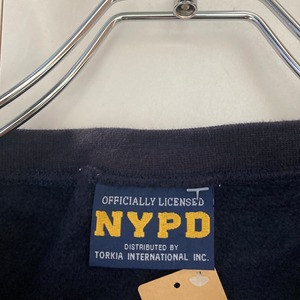 OFFICIALLY LICENSED
NYPD
DISTRIBUTED BY
TORKIA INTERNATIONAL INC.